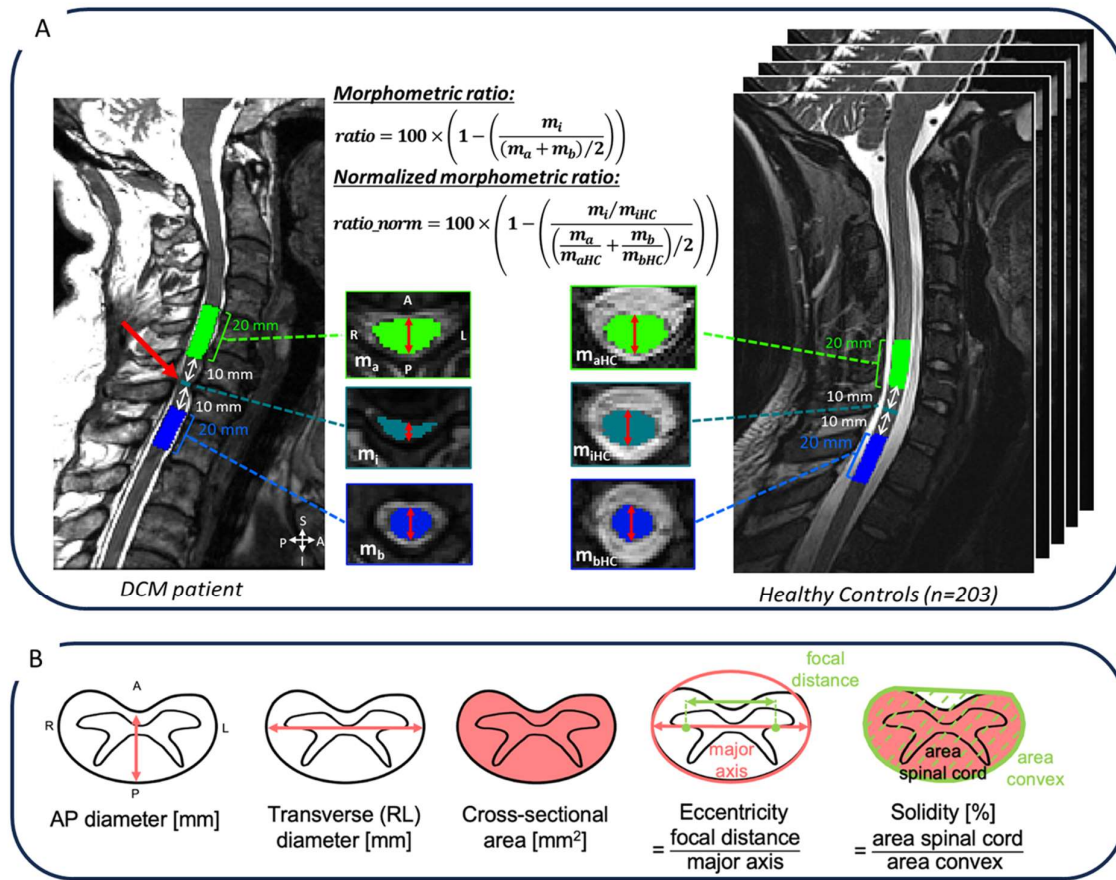 A
Morphometric ratio:
ratio = 100 × (1 − (m_i / ((m_a + m_b)/2)))
Normalized morphometric ratio:
ratio_norm = 100 × (1 − ((m_i/m_iHC) / ((m_a/m_aHC + m_b/m_bHC)/2)))
20 mm
10 mm
10 mm
20 mm
S
P A
I
DCM patient
A
R L
P
m_a
m_i
m_b
m_aHC
m_iHC
m_bHC
20 mm
10 mm
10 mm
20 mm
Healthy Controls (n=203)
B
A
R L
P
AP diameter [mm]
Transverse (RL)
diameter [mm]
Cross-sectional
area [mm²]
focal
distance
major
axis
Eccentricity
= focal distance
major axis
area
spinal cord
area
convex
Solidity [%]
= area spinal cord
area convex